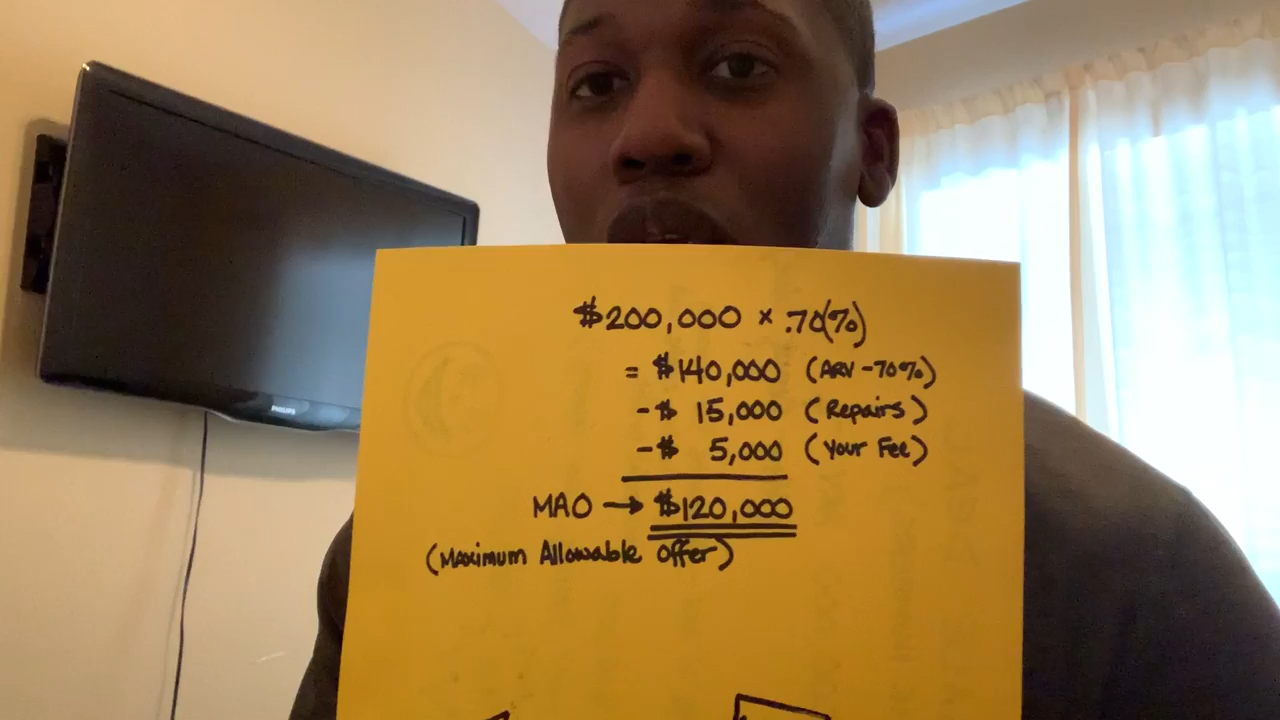 PHILIPS
$200,000 × .70(%)
= $140,000 (ARV-70%)
-$ 15,000 (Repairs)
-$ 5,000 (Your Fee)
MAO → $120,000
(Maximum Allowable Offer)